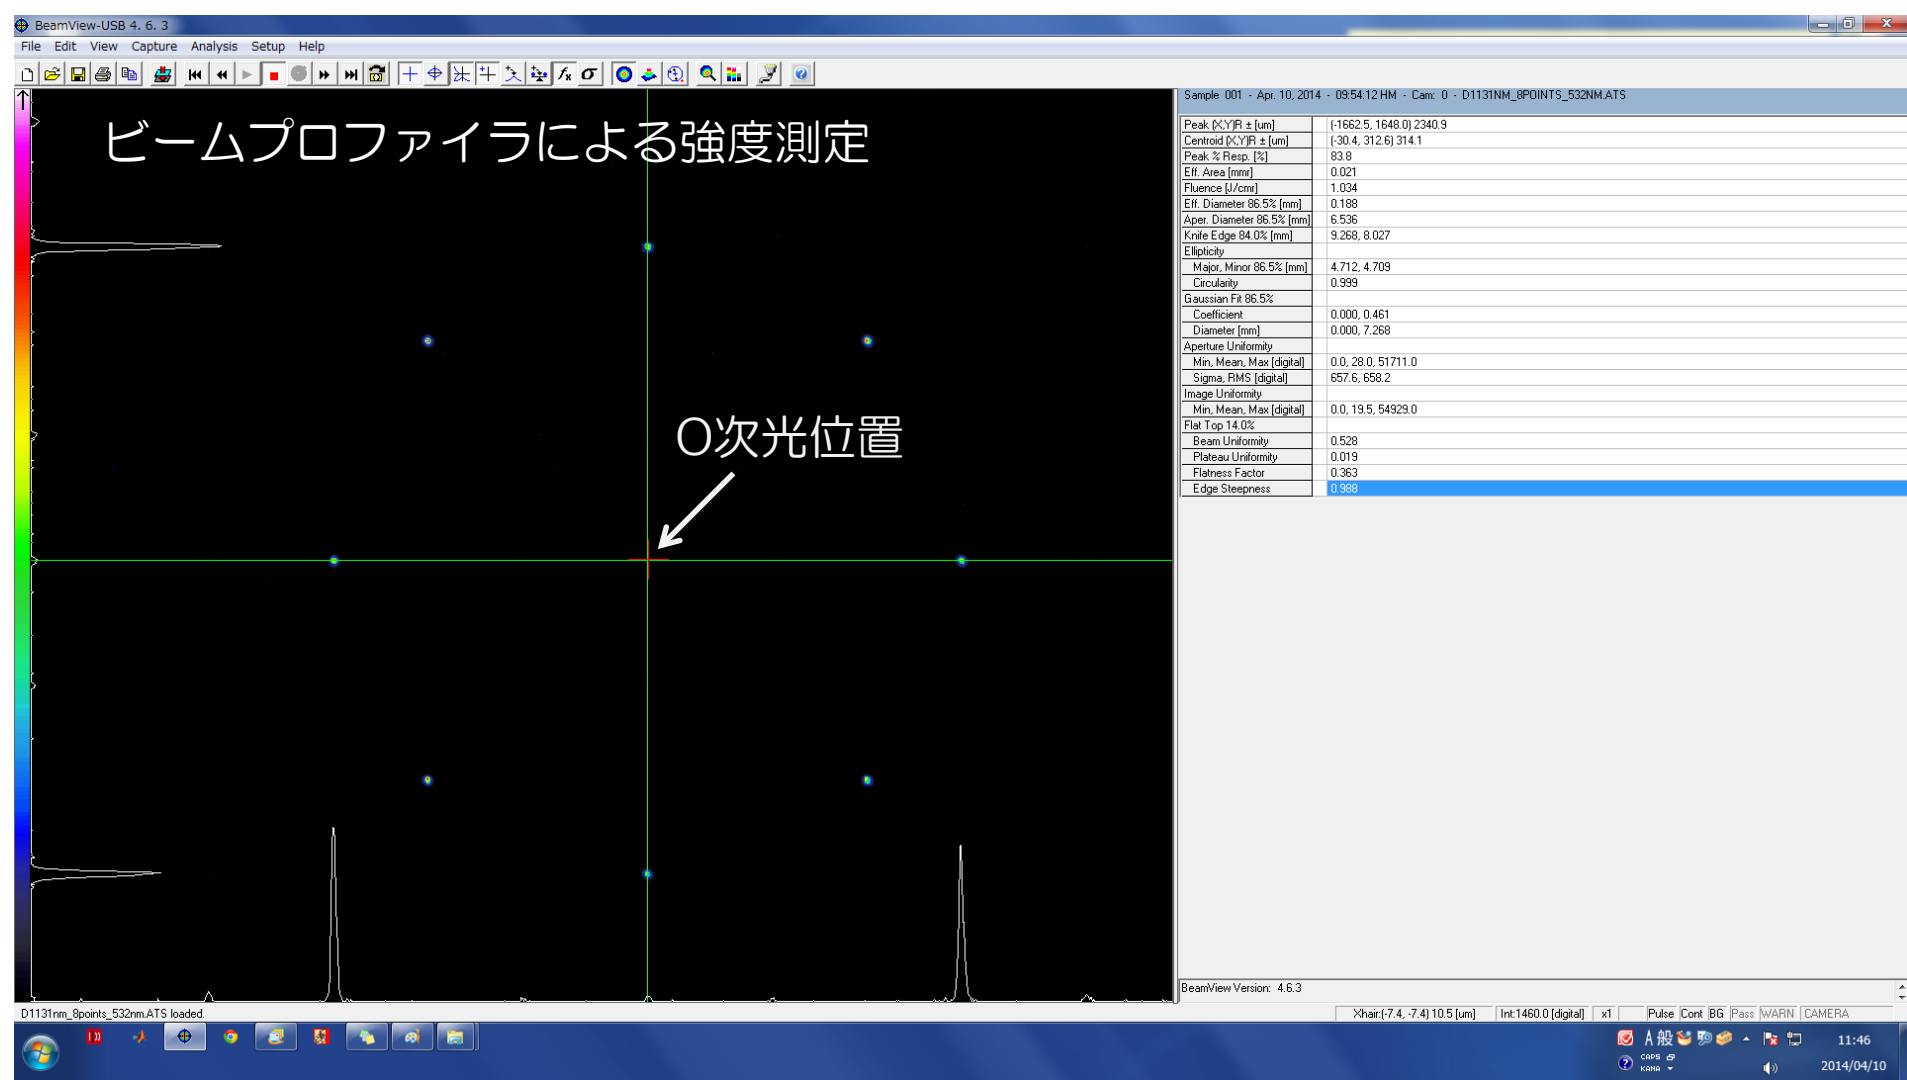 BeamView-USB 4. 6. 3
File Edit View Capture Analysis Setup Help
ビームプロファイラによる強度測定
0次光位置
Sample 001 - Apr. 10, 2014 - 09:54:12 HM - Cam: 0 - D1131NM_8POINTS_532NM.ATS
Peak (X,Y)R ± [um] (-1662.5, 1648.0) 2340.9
Centroid (X,Y)R ± [um] (-30.4, 312.6) 314.1
Peak % Resp. [%] 83.8
Eff. Area [mm²] 0.021
Fluence [J/cm²] 1.034
Eff. Diameter 86.5% [mm] 0.188
Aper. Diameter 86.5% [mm] 6.536
Knife Edge 84.0% [mm] 9.268, 8.027
Ellipticity
Major, Minor 86.5% [mm] 4.712, 4.709
Circularity 0.999
Gaussian Fit 86.5%
Coefficient 0.000, 0.461
Diameter [mm] 0.000, 7.268
Aperture Uniformity
Min, Mean, Max [digital] 0.0, 28.0, 51711.0
Sigma, RMS [digital] 657.6, 658.2
Image Uniformity
Min, Mean, Max [digital] 0.0, 19.5, 54929.0
Flat Top 14.0%
Beam Uniformity 0.528
Plateau Uniformity 0.019
Flatness Factor 0.363
Edge Steepness 0.988
BeamView Version: 4.6.3
D1131nm_8points_532nm.ATS loaded.
Xhair:(-7.4, -7.4) 10.5 [um] Int:1460.0 [digital] x1 Pulse Cont BG Pass WARN CAMERA
A 般 11:46
CAPS
KANA 2014/04/10